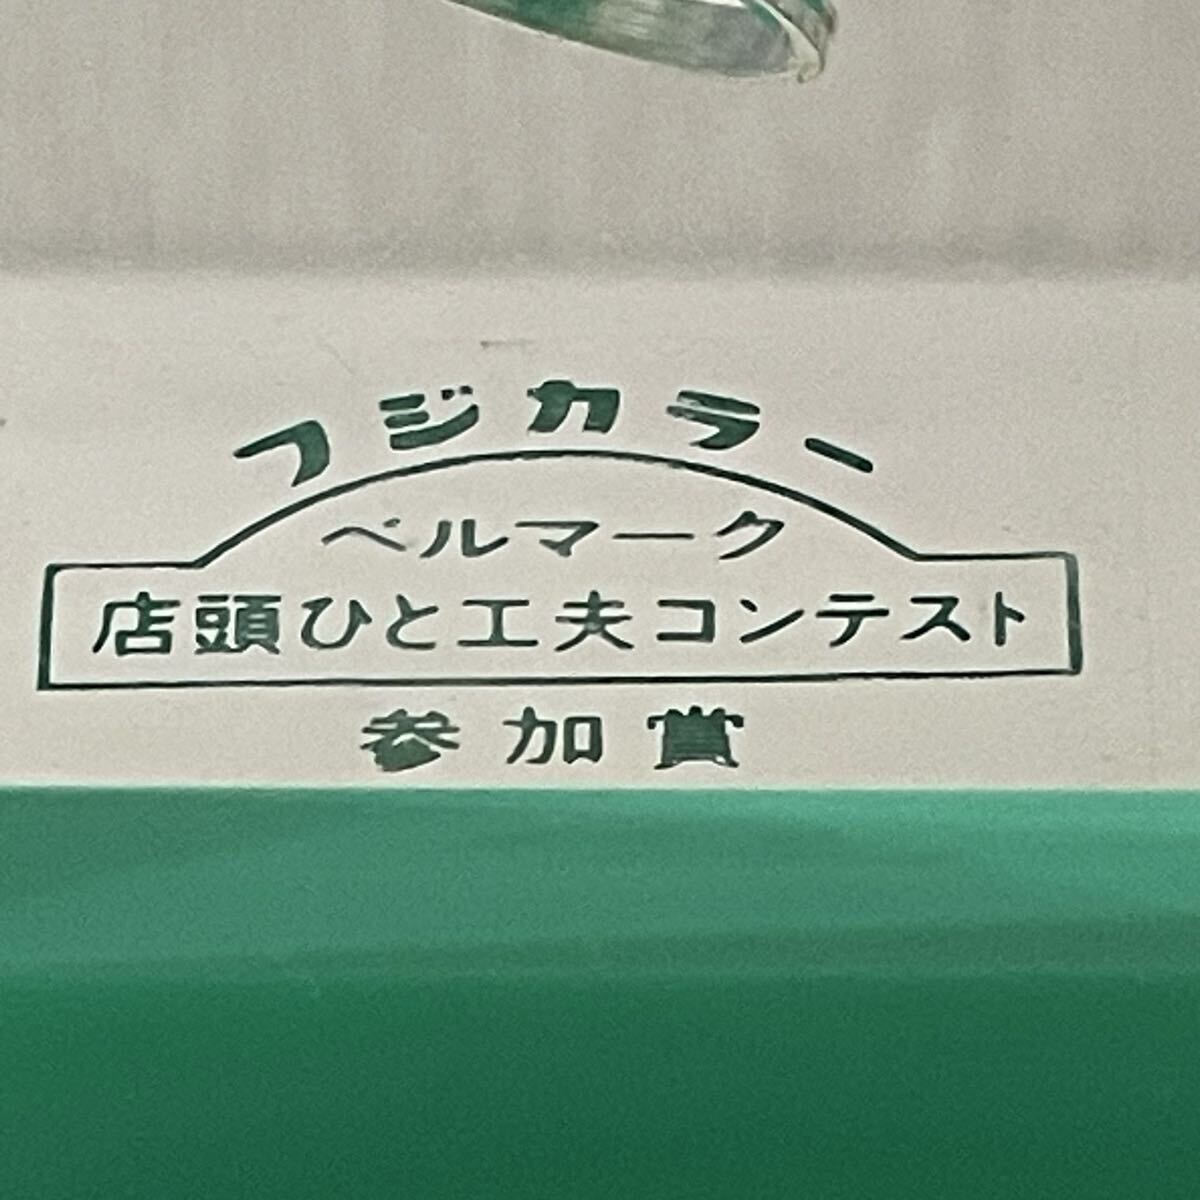 フジカラー
ベルマーク
店頭ひと工夫コンテスト
参加賞